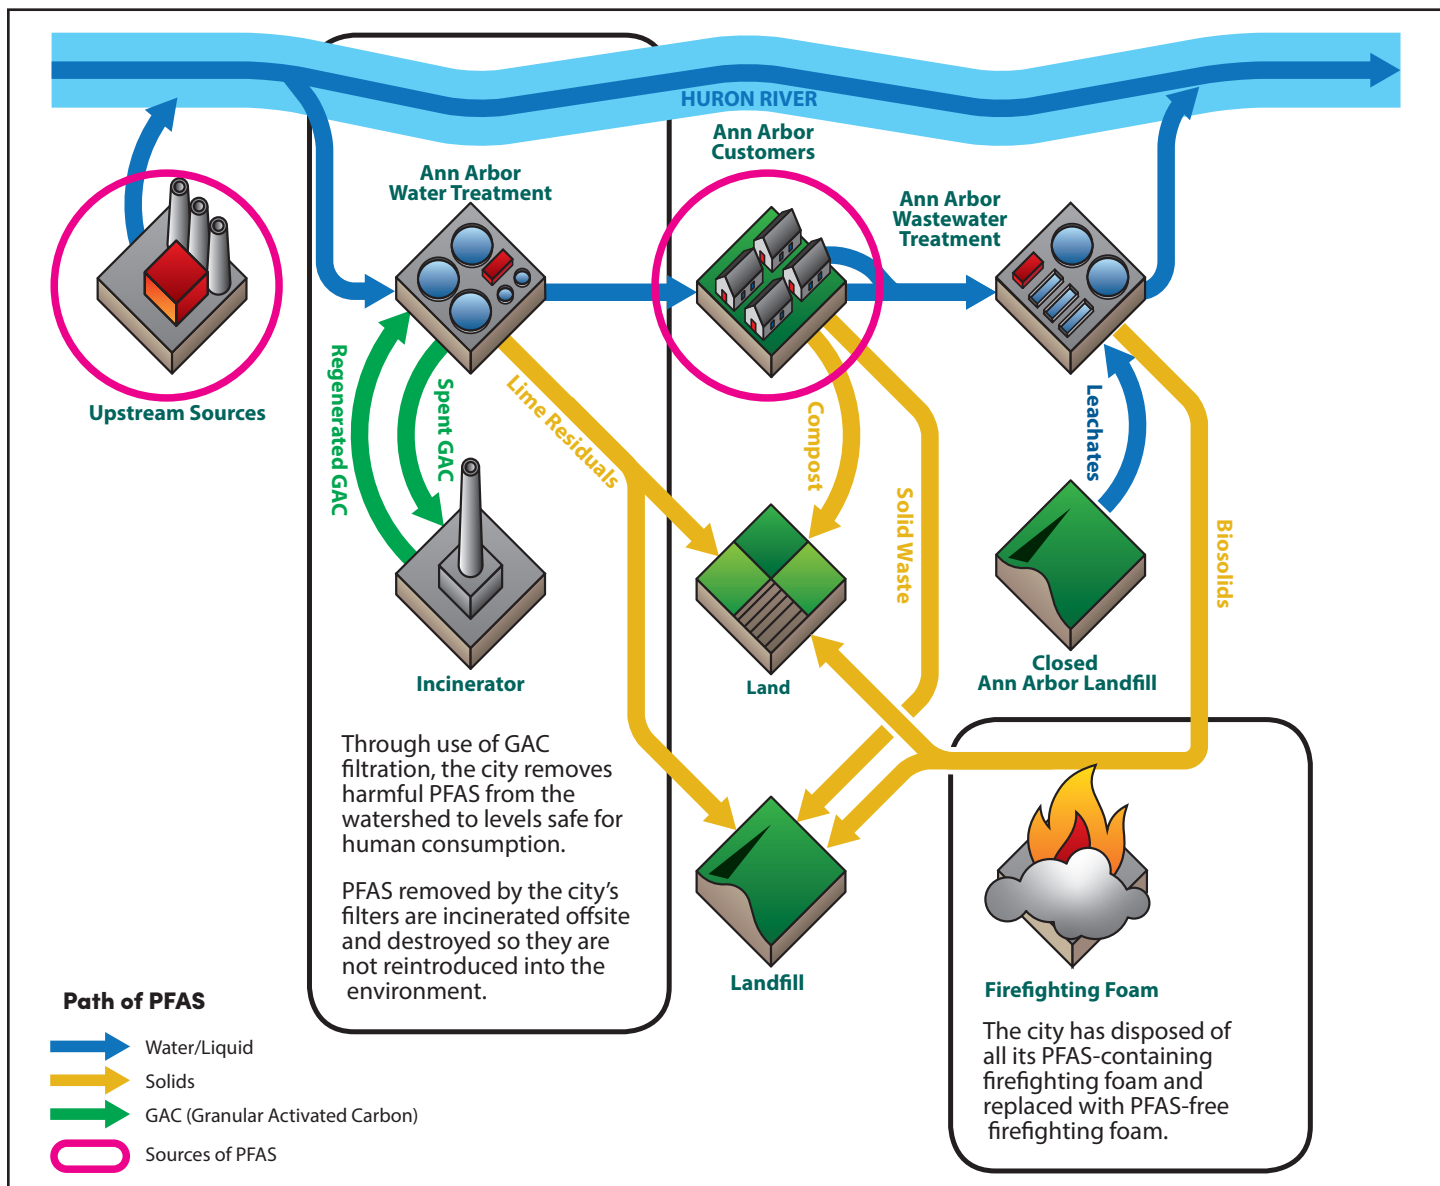 HURON RIVER
Ann Arbor
Customers
Ann Arbor
Water Treatment
Ann Arbor
Wastewater
Treatment
Upstream Sources
Regenerated GAC
Spent GAC
Lime Residuals
Compost
Solid Waste
Leachates
Biosolids
Incinerator
Land
Closed
Ann Arbor Landfill
Through use of GAC
filtration, the city removes
harmful PFAS from the
watershed to levels safe for
human consumption.
PFAS removed by the city’s
filters are incinerated offsite
and destroyed so they are
not reintroduced into the
environment.
Landfill
Firefighting Foam
The city has disposed of
all its PFAS-containing
firefighting foam and
replaced with PFAS-free
firefighting foam.
Path of PFAS
Water/Liquid
Solids
GAC (Granular Activated Carbon)
Sources of PFAS